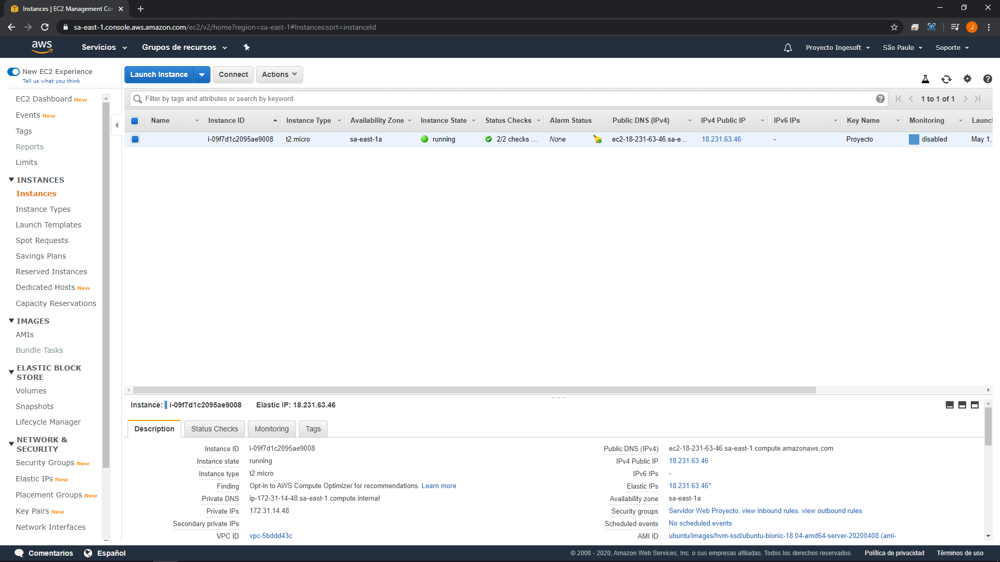 Instances | EC2 Management Con
sa-east-1.console.aws.amazon.com/ec2/v2/home?region=sa-east-1#Instances:sort=instanceId
J
aws
Servicios
Grupos de recursos
Proyecto Ingesoft
São Paulo
Soporte
New EC2 Experience
Tell us what you think
EC2 Dashboard New
Events New
Tags
Reports
Limits
INSTANCES
Instances
Instance Types
Launch Templates
Spot Requests
Savings Plans
Reserved Instances
Dedicated Hosts New
Capacity Reservations
IMAGES
AMIs
Bundle Tasks
ELASTIC BLOCK
STORE
Volumes
Snapshots
Lifecycle Manager
NETWORK &
SECURITY
Security Groups New
Elastic IPs New
Placement Groups New
Key Pairs New
Network Interfaces
Launch Instance
Connect
Actions
Filter by tags and attributes or search by keyword
1 to 1 of 1
Name Instance ID Instance Type Availability Zone Instance State Status Checks Alarm Status Public DNS (IPv4) IPv4 Public IP IPv6 IPs Key Name Monitoring Launc
i-09f7d1c2095ae9008 t2.micro sa-east-1a running 2/2 checks ... None ec2-18-231-63-46.sa-e... 18.231.63.46 - Proyecto disabled May 1,
Instance: i-09f7d1c2095ae9008 Elastic IP: 18.231.63.46
Description
Status Checks
Monitoring
Tags
Instance ID i-09f7d1c2095ae9008
Instance state running
Instance type t2.micro
Finding Opt-in to AWS Compute Optimizer for recommendations. Learn more
Private DNS ip-172-31-14-48.sa-east-1.compute.internal
Private IPs 172.31.14.48
Secondary private IPs
VPC ID vpc-5bddd43c
Public DNS (IPv4) ec2-18-231-63-46.sa-east-1.compute.amazonaws.com
IPv4 Public IP 18.231.63.46
IPv6 IPs -
Elastic IPs 18.231.63.46*
Availability zone sa-east-1a
Security groups Servidor Web Proyecto. view inbound rules. view outbound rules
Scheduled events No scheduled events
AMI ID ubuntu/images/hvm-ssd/ubuntu-bionic-18.04-amd64-server-20200408 (ami-
Comentarios
Español
© 2008 - 2020, Amazon Web Services, Inc. o sus empresas afiliadas. Todos los derechos reservados.
Política de privacidad
Términos de uso